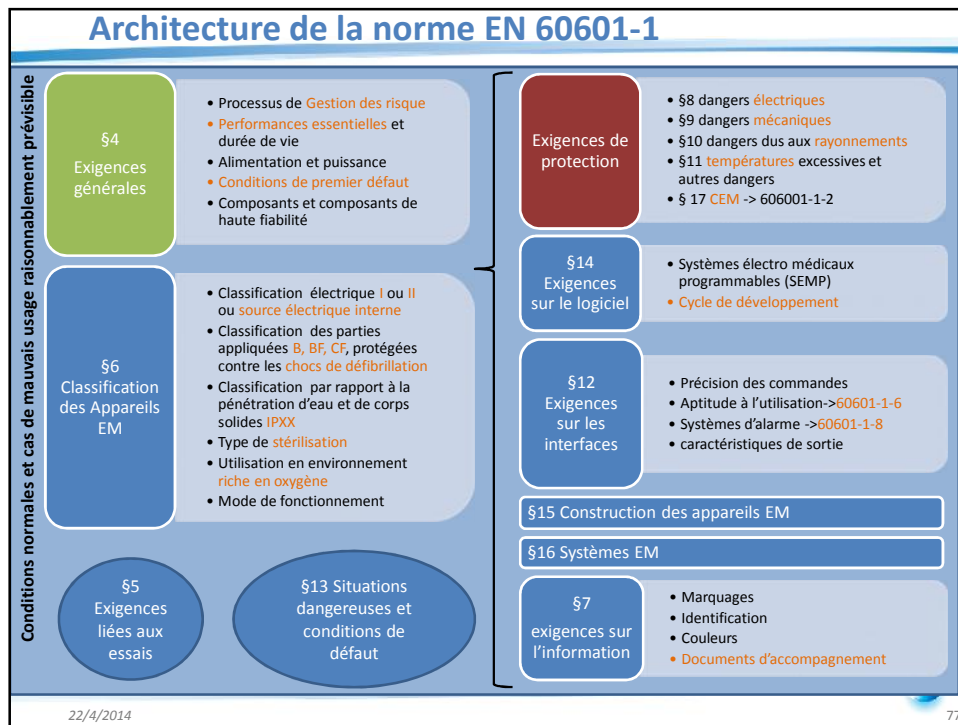 Architecture de la norme EN 60601-1
Conditions normales et cas de mauvais usage raisonnablement prévisible
§4
Exigences
générales
• Processus de Gestion des risque
• Performances essentielles et
durée de vie
• Alimentation et puissance
• Conditions de premier défaut
• Composants et composants de
haute fiabilité
§6
Classification
des Appareils
EM
• Classification électrique I ou II
ou source électrique interne
• Classification des parties
appliquées B, BF, CF, protégées
contre les chocs de défibrillation
• Classification par rapport à la
pénétration d'eau et de corps
solides IPXX
• Type de stérilisation
• Utilisation en environnement
riche en oxygène
• Mode de fonctionnement
§5
Exigences
liées aux
essais
§13 Situations
dangereuses et
conditions de
défaut
Exigences de
protection
• §8 dangers électriques
• §9 dangers mécaniques
• §10 dangers dus aux rayonnements
• §11 températures excessives et
autres dangers
• § 17 CEM -> 606001-1-2
§14
Exigences
sur le logiciel
• Systèmes électro médicaux
programmables (SEMP)
• Cycle de développement
§12
Exigences
sur les
interfaces
• Précision des commandes
• Aptitude à l'utilisation->60601-1-6
• Systèmes d'alarme ->60601-1-8
• caractéristiques de sortie
§15 Construction des appareils EM
§16 Systèmes EM
§7
exigences sur
l'information
• Marquages
• Identification
• Couleurs
• Documents d'accompagnement
22/4/2014
77